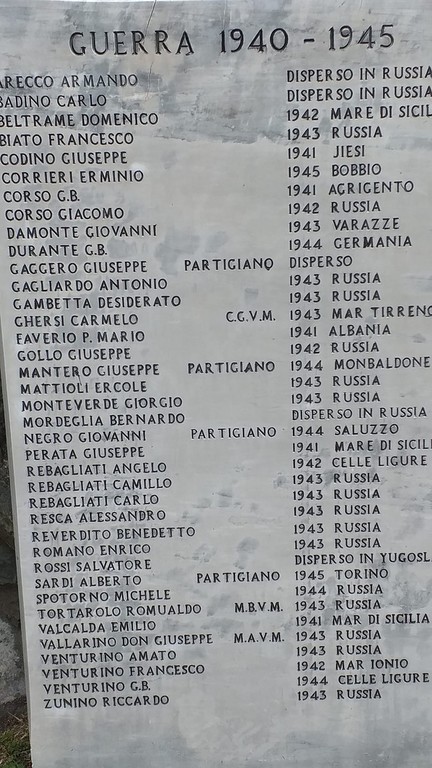 GUERRA 1940 - 1945
ARECCO ARMANDO DISPERSO IN RUSSIA
BADINO CARLO DISPERSO IN RUSSIA
BELTRAME DOMENICO 1942 MARE DI SICIL
BIATO FRANCESCO 1943 RUSSIA
CODINO GIUSEPPE 1941 JIESI
CORRIERI ERMINIO 1945 BOBBIO
CORSO G.B. 1941 AGRIGENTO
CORSO GIACOMO 1942 RUSSIA
DAMONTE GIOVANNI 1943 VARAZZE
DURANTE G.B. 1944 GERMANIA
GAGGERO GIUSEPPE PARTIGIANO DISPERSO
GAGLIARDO ANTONIO 1943 RUSSIA
GAMBETTA DESIDERATO 1943 RUSSIA
GHERSI CARMELO C.G.V.M. 1943 MAR TIRRENO
FAVERIO P. MARIO 1941 ALBANIA
GOLLO GIUSEPPE 1942 RUSSIA
MANTERO GIUSEPPE PARTIGIANO 1944 MONBALDONE
MATTIOLI ERCOLE 1943 RUSSIA
MONTEVERDE GIORGIO 1943 RUSSIA
MORDEGLIA BERNARDO DISPERSO IN RUSSIA
NEGRO GIOVANNI PARTIGIANO 1944 SALUZZO
PERATA GIUSEPPE 1941 MARE DI SICILI
REBAGLIATI ANGELO 1942 CELLE LIGURE
REBAGLIATI CAMILLO 1943 RUSSIA
REBAGLIATI CARLO 1943 RUSSIA
RESCA ALESSANDRO 1943 RUSSIA
REVERDITO BENEDETTO 1943 RUSSIA
ROMANO ENRICO 1943 RUSSIA
ROSSI SALVATORE DISPERSO IN YUGOSL
SARDI ALBERTO PARTIGIANO 1945 TORINO
SPOTORNO MICHELE 1944 RUSSIA
TORTAROLO ROMUALDO M.B.V.M. 1943 RUSSIA
VALCALDA EMILIO 1941 MAR DI SICILIA
VALLARINO DON GIUSEPPE M.A.V.M. 1943 RUSSIA
VENTURINO AMATO 1943 RUSSIA
VENTURINO FRANCESCO 1942 MAR IONIO
VENTURINO G.B. 1944 CELLE LIGURE
ZUNINO RICCARDO 1943 RUSSIA